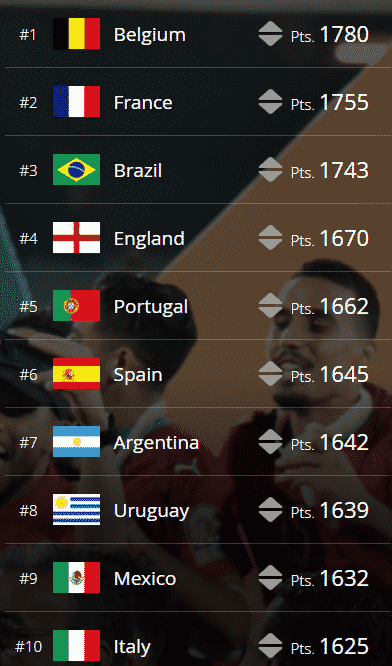 #1 Belgium Pts. 1780
#2 France Pts. 1755
#3 Brazil Pts. 1743
#4 England Pts. 1670
#5 Portugal Pts. 1662
#6 Spain Pts. 1645
#7 Argentina Pts. 1642
#8 Uruguay Pts. 1639
#9 Mexico Pts. 1632
#10 Italy Pts. 1625